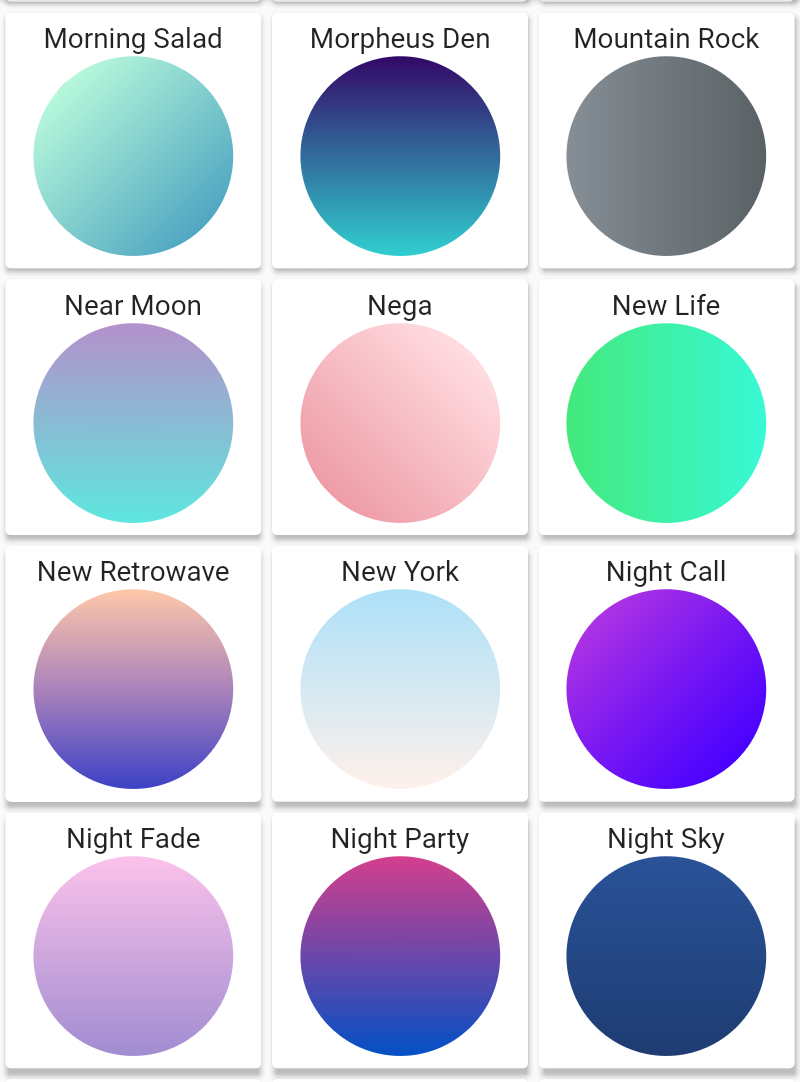 Morning Salad
Morpheus Den
Mountain Rock
Near Moon
Nega
New Life
New Retrowave
New York
Night Call
Night Fade
Night Party
Night Sky